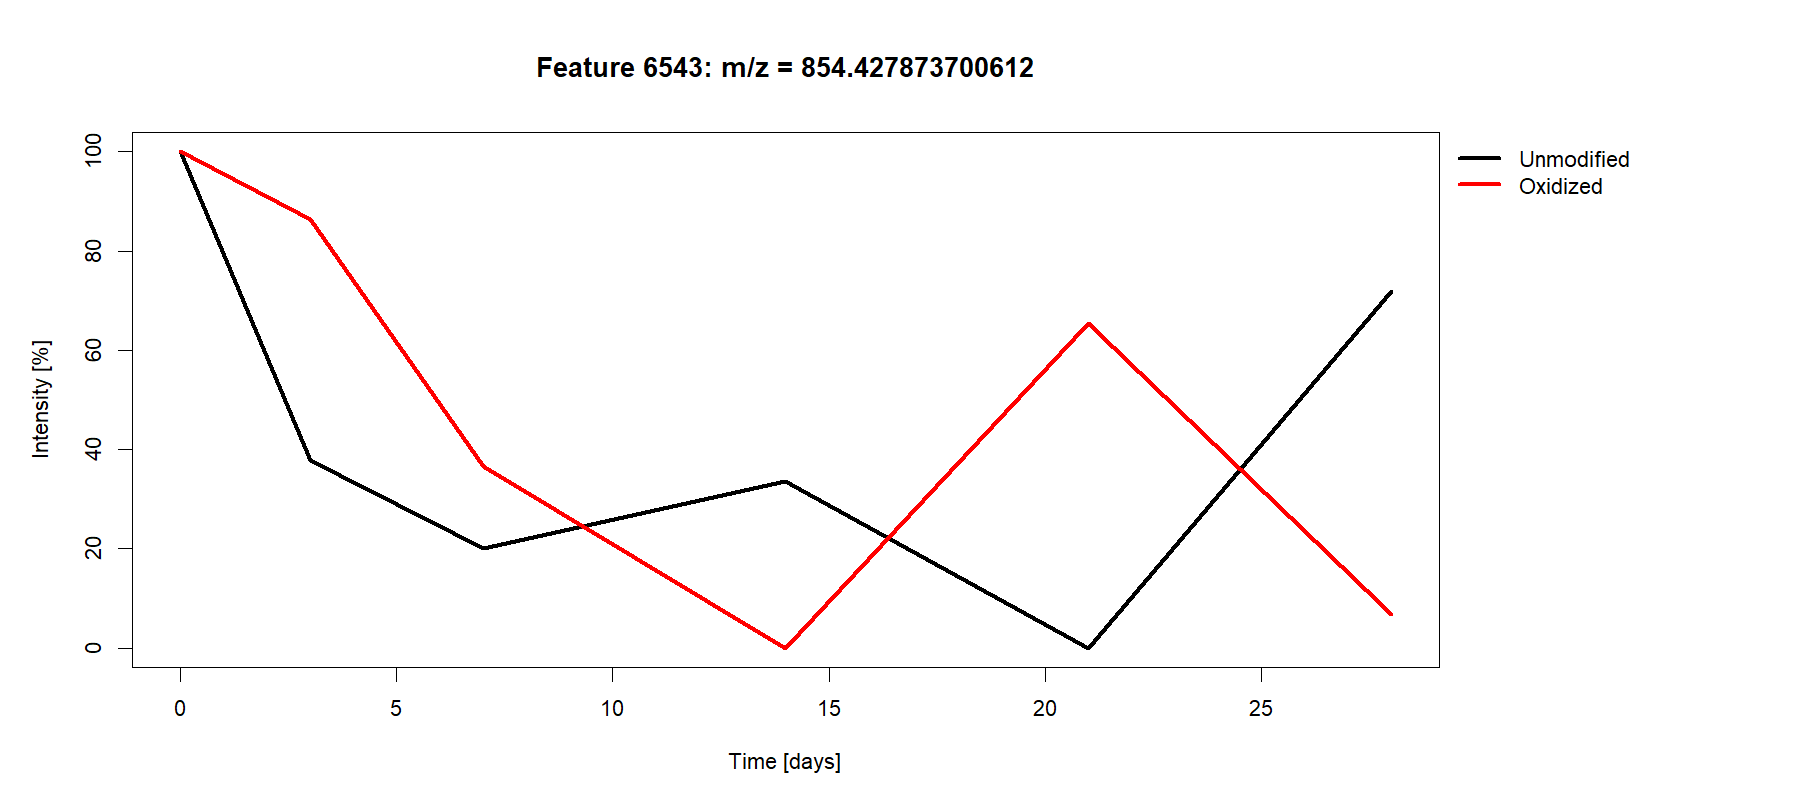 Feature 6543: m/z = 854.427873700612
Unmodified
Oxidized
Intensity [%]
100
80
60
40
20
0
0 5 10 15 20 25
Time [days]